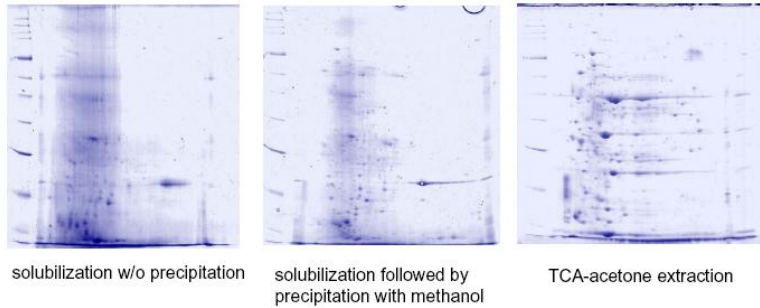 solubilization w/o precipitation
solubilization followed by
precipitation with methanol
TCA-acetone extraction